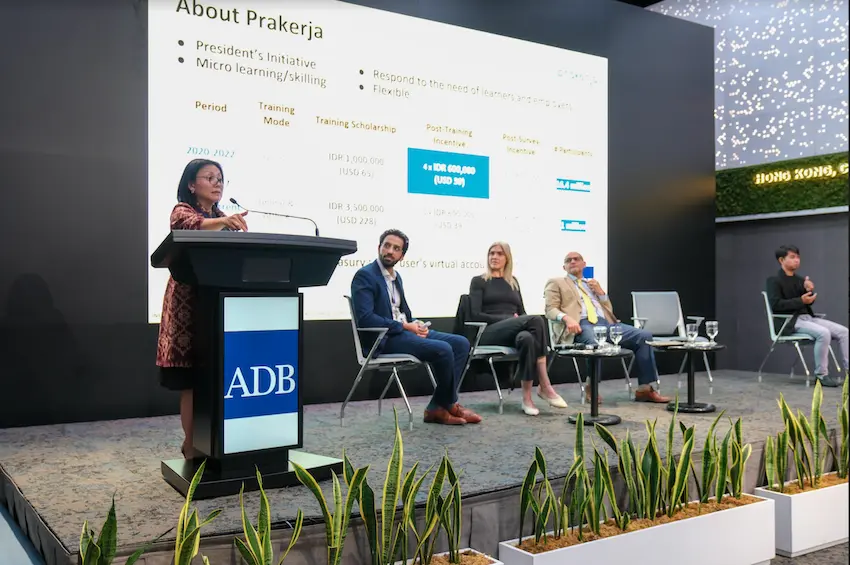 About Prakerja
• President's Initiative
• Micro learning/skilling
• Respond to the need of learners and employers
• Flexible
Period
Training Mode
Training Scholarship
Post-Training Incentive
Post-Survey Incentive
# Participants
2020-2022
IDR 1,000,000
(USD 65)
4 x IDR 600,000
(USD 39)
IDR 3,500,000
(USD 228)
user's virtual
HONG KONG, C
ADB